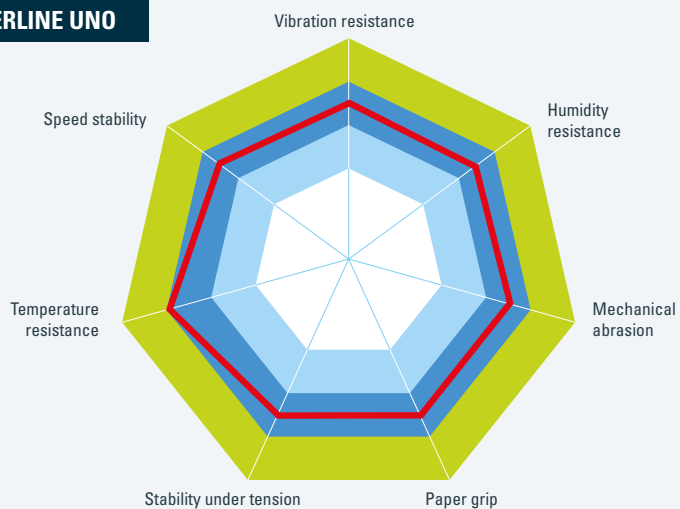 ERLINE UNO
Vibration resistance
Speed stability
Humidity
resistance
Temperature
resistance
Mechanical
abrasion
Stability under tension
Paper grip